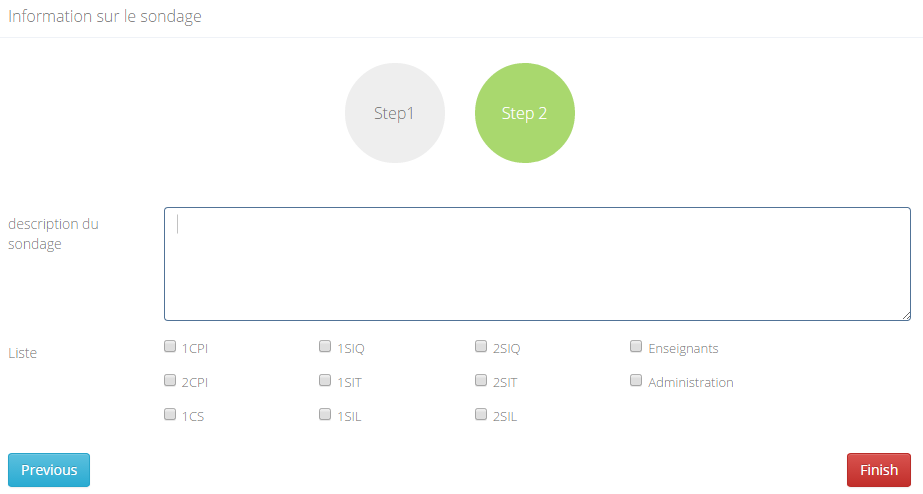 Information sur le sondage
Step1
Step 2
description du
sondage
Liste
1CPI 1SIQ 2SIQ Enseignants
2CPI 1SIT 2SIT Administration
1CS 1SIL 2SIL
Previous Finish